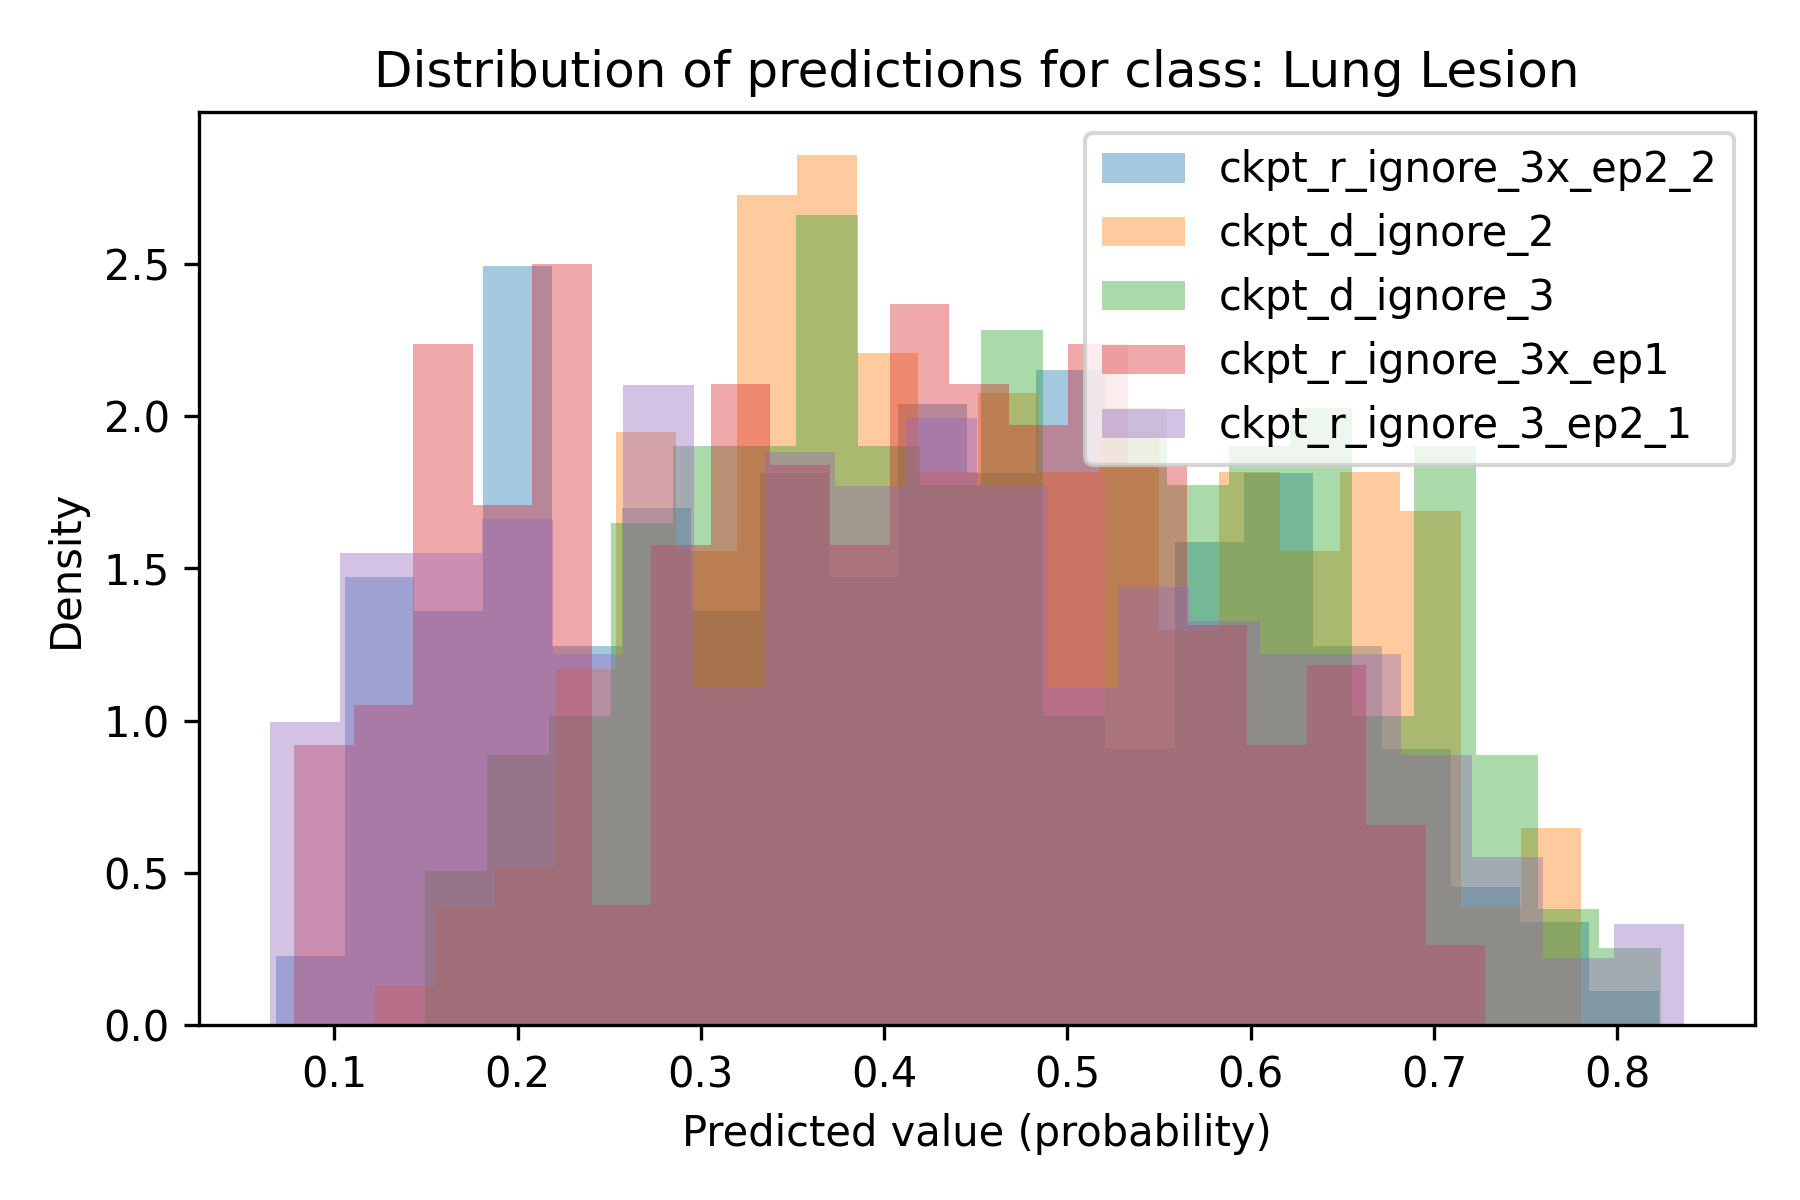 Distribution of predictions for class: Lung Lesion
ckpt_r_ignore_3x_ep2_2
ckpt_d_ignore_2
ckpt_d_ignore_3
ckpt_r_ignore_3x_ep1
ckpt_r_ignore_3_ep2_1
Density
2.5
2.0
1.5
1.0
0.5
0.0
0.1 0.2 0.3 0.4 0.5 0.6 0.7 0.8
Predicted value (probability)